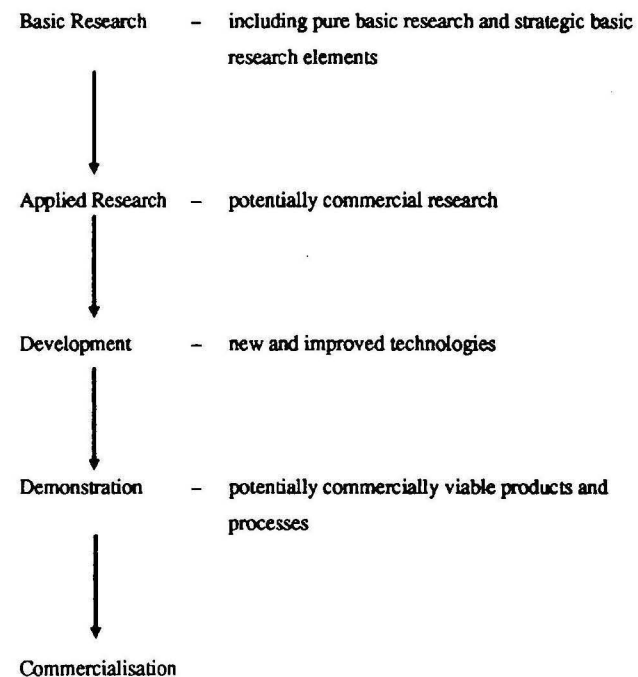 Basic Research – including pure basic research and strategic basic
research elements
Applied Research – potentially commercial research
Development – new and improved technologies
Demonstration – potentially commercially viable products and
processes
Commercialisation